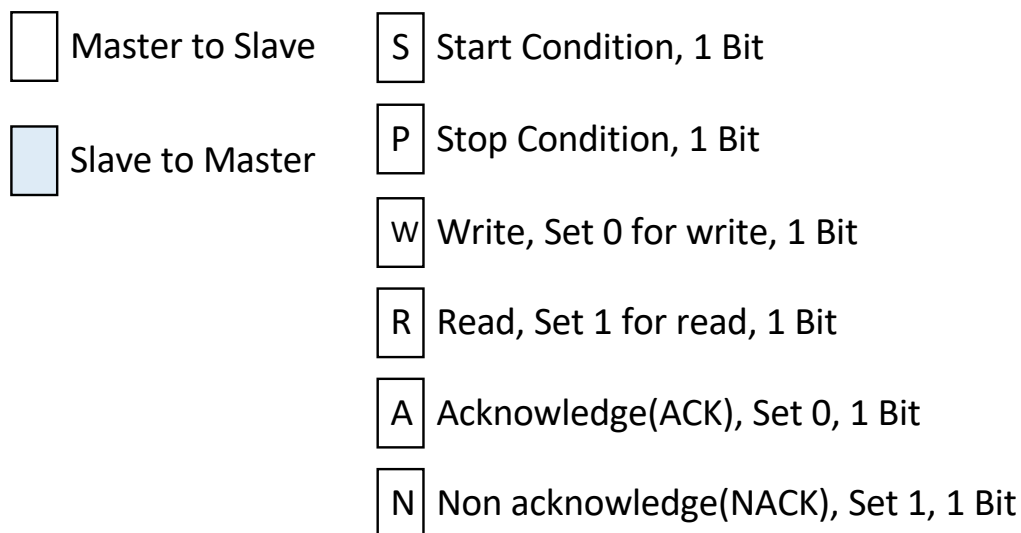 Master to Slave
Slave to Master
S Start Condition, 1 Bit
P Stop Condition, 1 Bit
W Write, Set 0 for write, 1 Bit
R Read, Set 1 for read, 1 Bit
A Acknowledge(ACK), Set 0, 1 Bit
N Non acknowledge(NACK), Set 1, 1 Bit